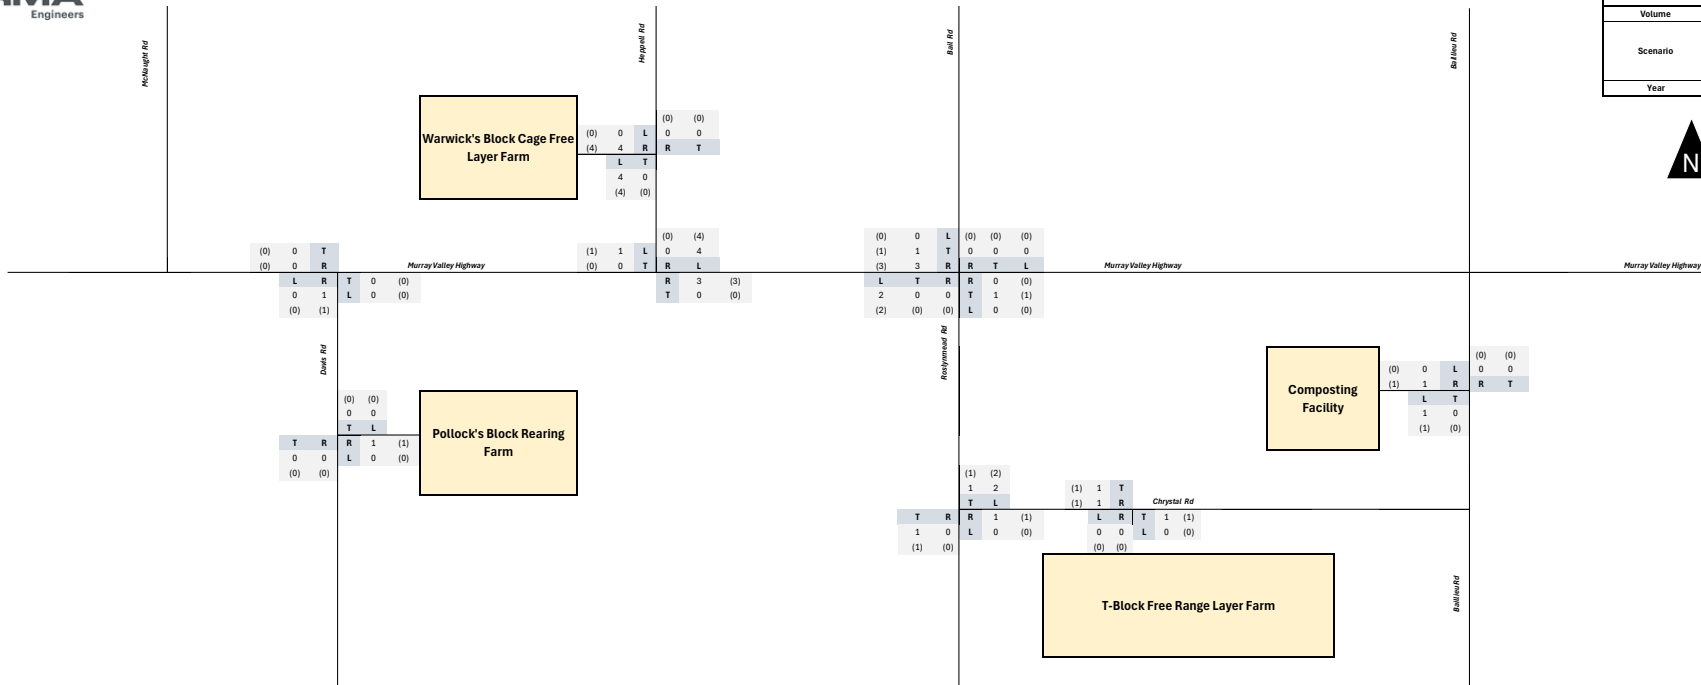 Engineers
Volume
Scenario
Year
N
McNaught Rd
Heppell Rd
Ball Rd
Baillieu Rd
Warwick's Block Cage Free
Layer Farm
(0) (0)
(0) 0 L 0 0
(4) 4 R R T
L T
4 0
(4) (0)
(0) 0 T
(0) 0 R
L R T 0 (0)
0 1 L 0 (0)
(0) (1)
Murray Valley Highway
(0) (4)
(1) 1 L 0 4
(0) 0 T R L
R 3 (3)
T 0 (0)
(0) 0 L (0) (0) (0)
(1) 1 T 0 0 0
(3) 3 R R T L
L T R R 0 (0)
2 0 0 T 1 (1)
(2) (0) (0) L 0 (0)
Murray Valley Highway
Murray Valley Highway
Davis Rd
Roslynmead Rd
(0) (0)
0 0
T L
T R R 1 (1)
0 0 L 0 (0)
(0) (0)
Pollock's Block Rearing
Farm
Composting
Facility
(0) (0)
(0) 0 L 0 0
(1) 1 R R T
L T
1 0
(1) (0)
(1) (2)
1 2
T L
T R R 1 (1)
1 0 L 0 (0)
(1) (0)
(1) 1 T
(1) 1 R
Chrystal Rd
L R T 1 (1)
0 0 L 0 (0)
(0) (0)
T-Block Free Range Layer Farm
Baillieu Rd